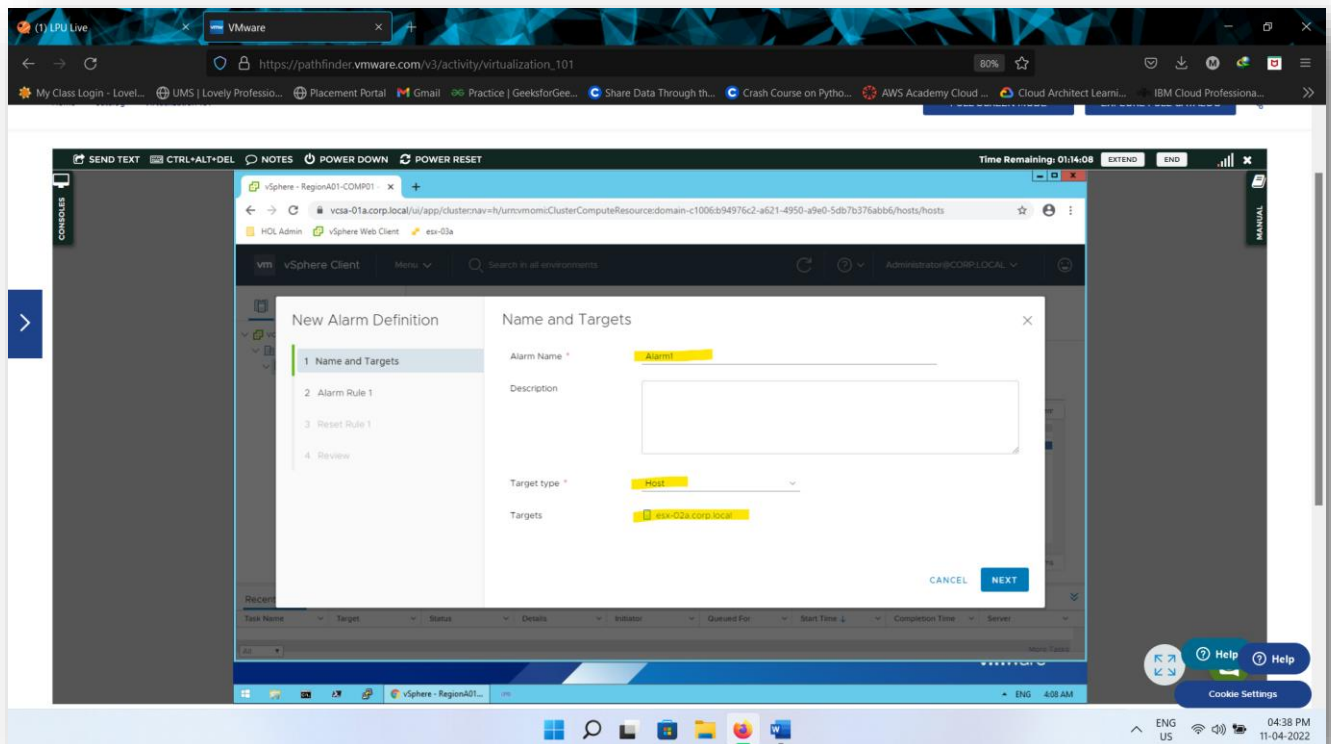 (1) LPU Live
VMware
https://pathfinder.vmware.com/v3/activity/virtualization_101
80%
My Class Login - Lovel... UMS | Lovely Professio... Placement Portal Gmail Practice | GeeksforGee... Share Data Through th... Crash Course on Pytho... AWS Academy Cloud ... Cloud Architect Learni... IBM Cloud Professiona...
SEND TEXT CTRL+ALT+DEL NOTES POWER DOWN POWER RESET Time Remaining: 01:14:08 EXTEND END
CONSOLES
MANUAL
vSphere - RegionA01-COMP01 -
vcsa-01a.corp.local/ui/app/cluster;nav=h/urn:vmomi:ClusterComputeResource:domain-c1006:b94976c2-a621-4950-a9e0-5db7b376abb6/hosts/hosts
HOL Admin vSphere Web Client esx-03a
vm vSphere Client Menu Search in all environments Administrator@CORP.LOCAL
New Alarm Definition
1 Name and Targets
2 Alarm Rule 1
3 Reset Rule 1
4 Review
Name and Targets
Alarm Name * Alarm1
Description
Target type * Host
Targets esx-02a.corp.local
CANCEL NEXT
Recent
Task Name Target Status Details Initiator Queued For Start Time Completion Time Server
All
vSphere - RegionA01... ENG 4:08 AM
Help
Help
Cookie Settings
ENG
US
04:38 PM
11-04-2022